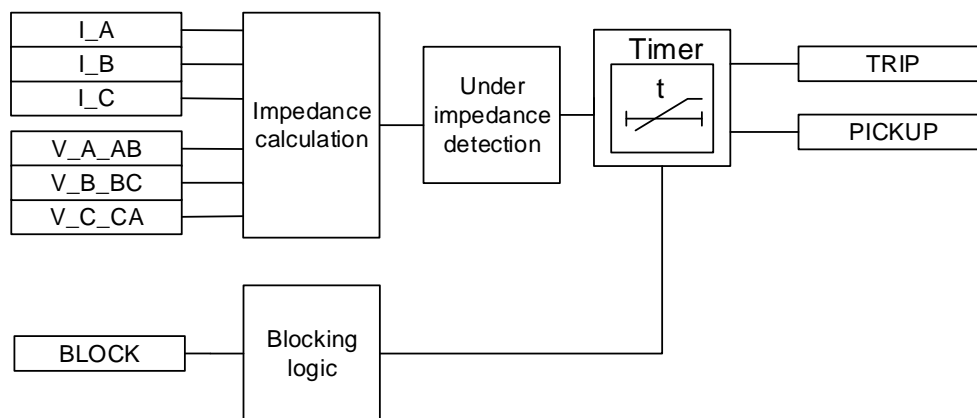 I_A
I_B
I_C
V_A_AB
V_B_BC
V_C_CA
Impedance
calculation
Under
impedance
detection
Timer
t
TRIP
PICKUP
BLOCK
Blocking
logic